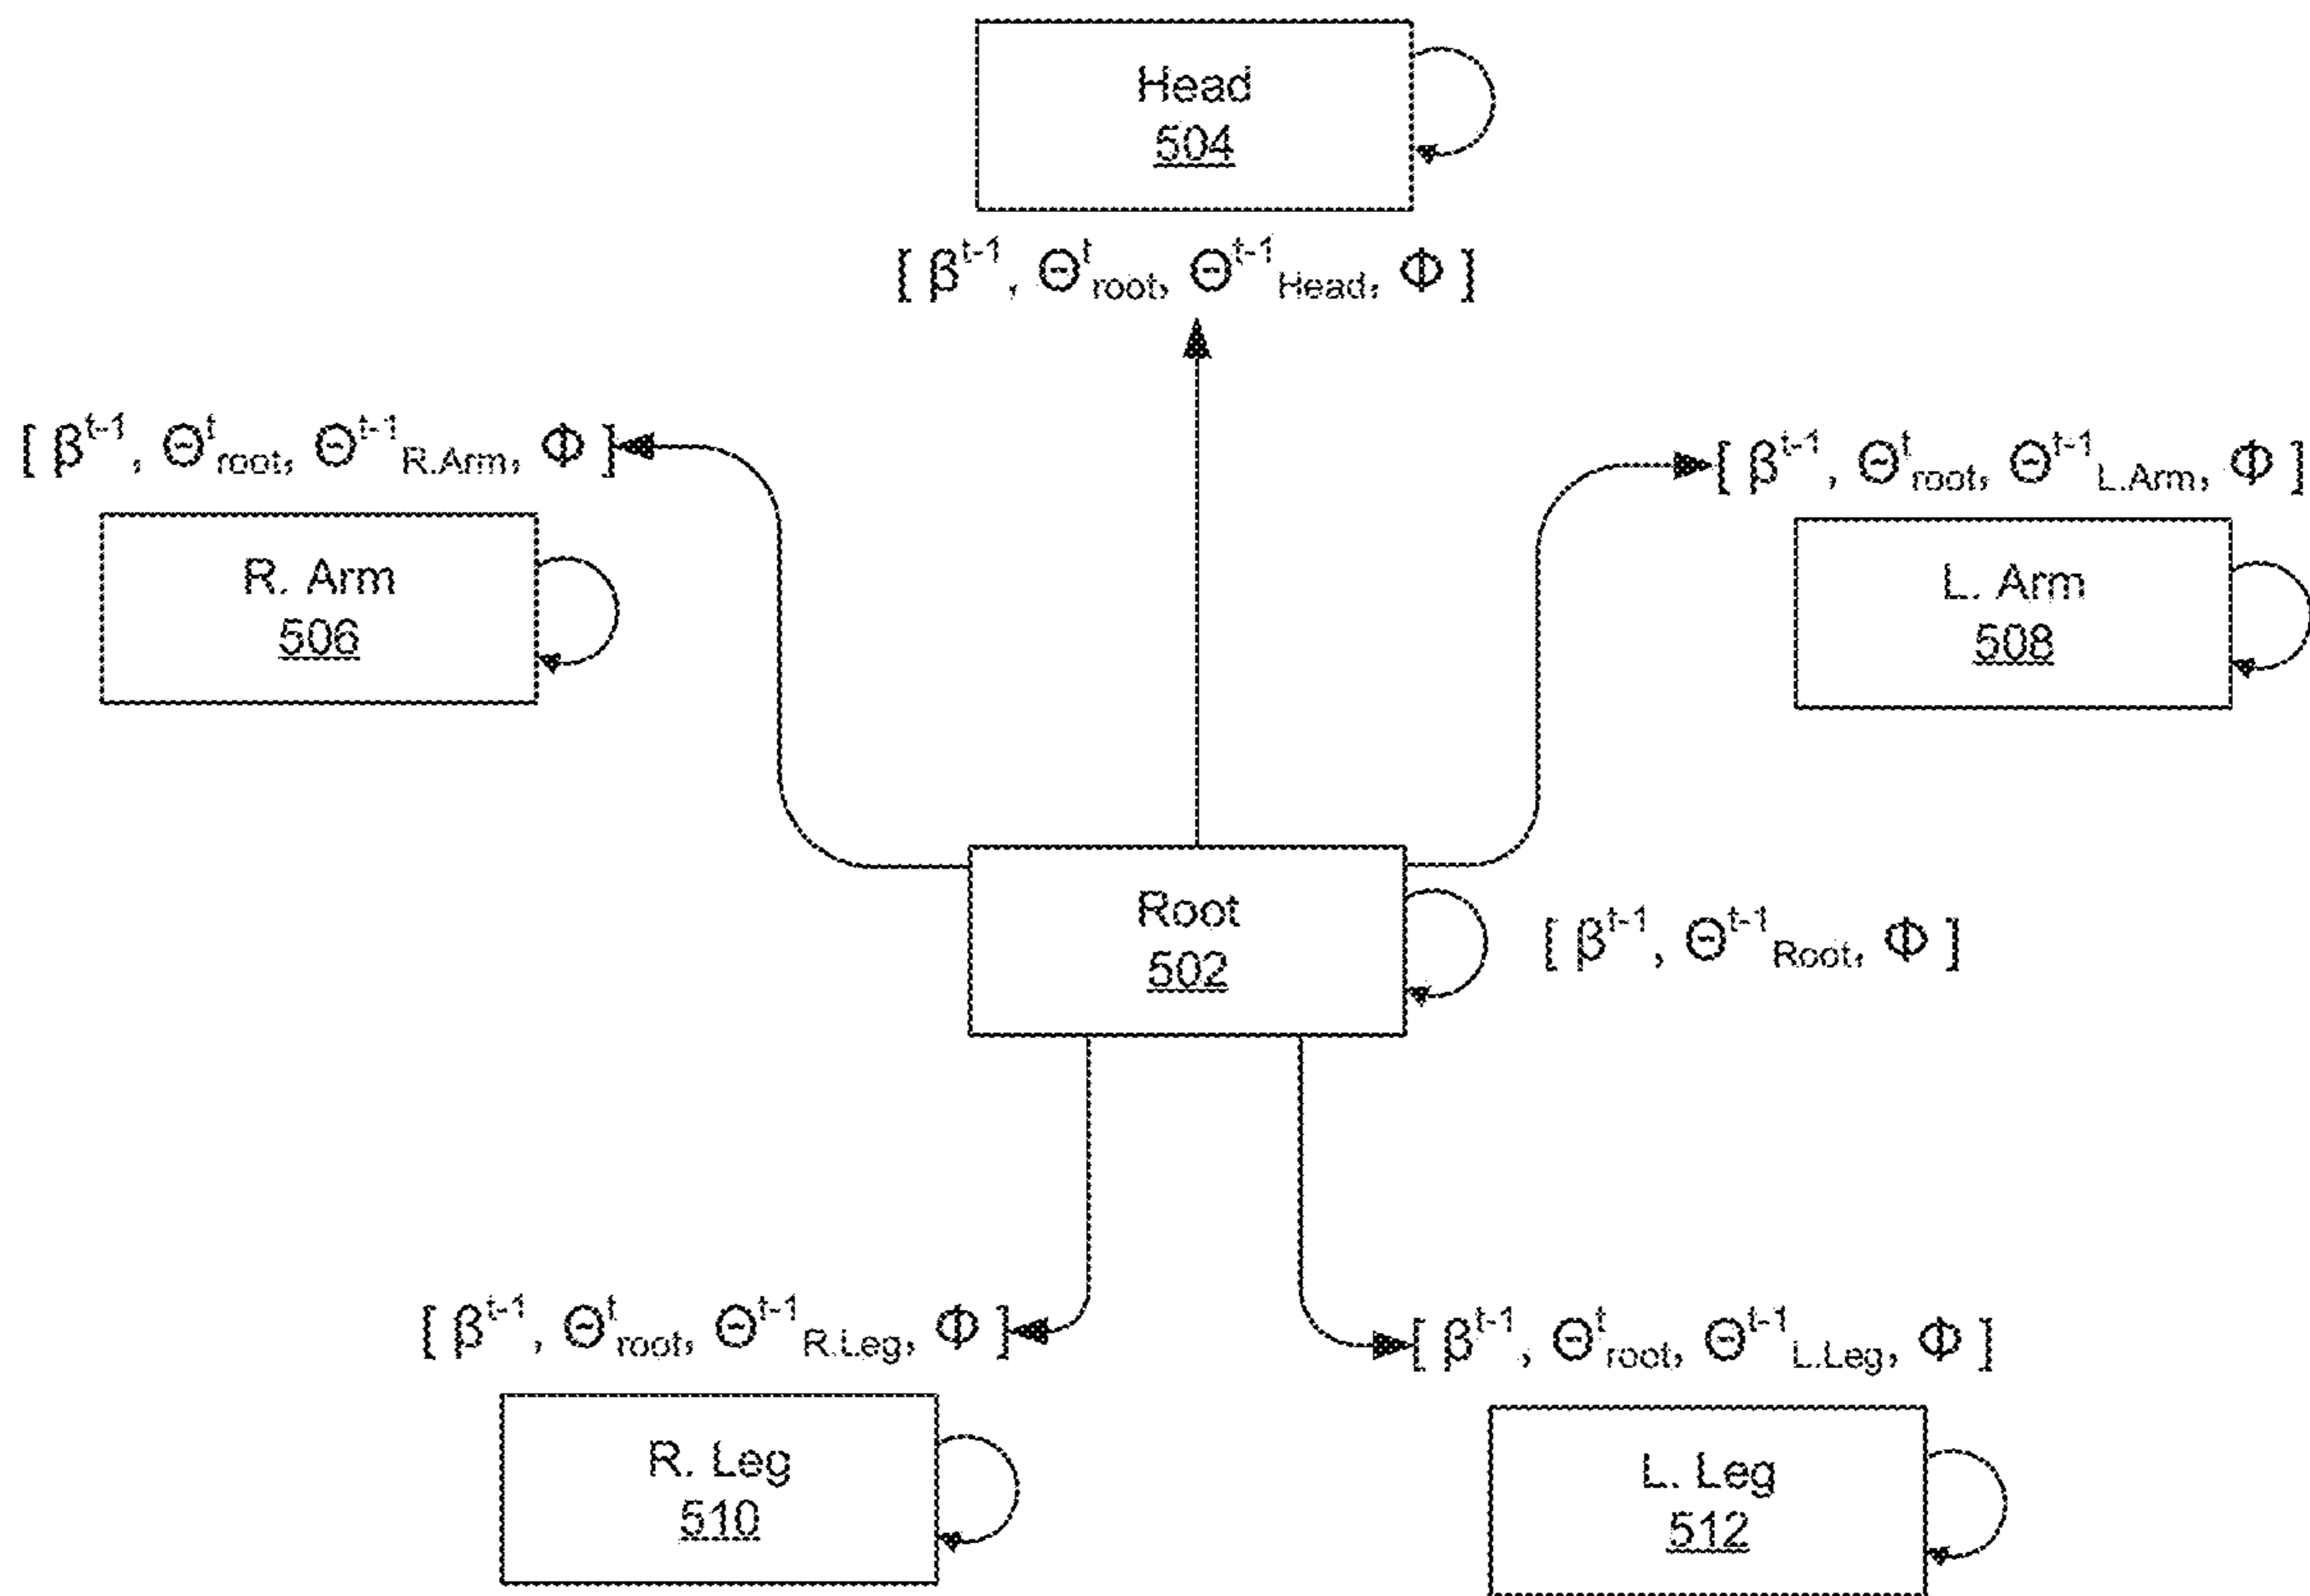 Head
504
[ β^t-1, Θ^t_root, Θ^t-1_Head, Φ ]
[ β^t-1, Θ^t_root, Θ^t-1_R.Arm, Φ ]
[ β^t-1, Θ^t_root, Θ^t-1_L.Arm, Φ ]
R. Arm
506
L. Arm
508
Root
502
[ β^t-1, Θ^t-1_Root, Φ ]
[ β^t-1, Θ^t_root, Θ^t-1_R.Leg, Φ ]
[ β^t-1, Θ^t_root, Θ^t-1_L.Leg, Φ ]
R. Leg
510
L. Leg
512